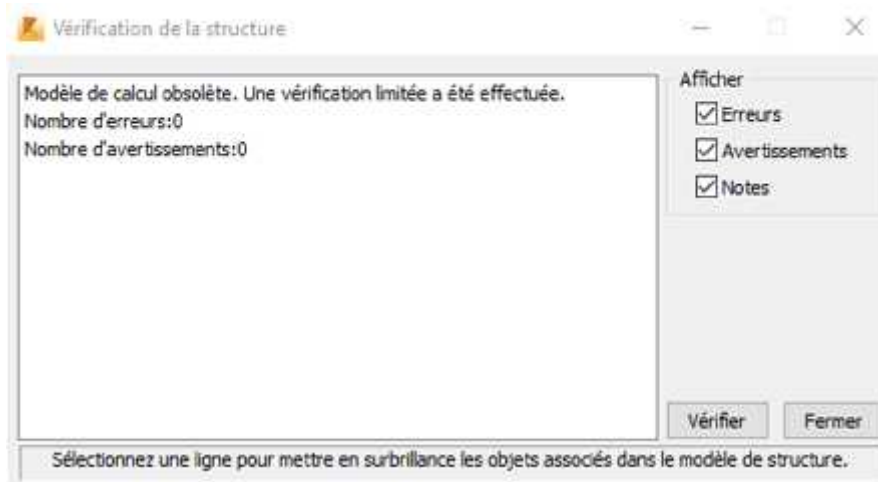 Vérification de la structure
Modèle de calcul obsolète. Une vérification limitée a été effectuée.
Nombre d'erreurs:0
Nombre d'avertissements:0
Afficher
Erreurs
Avertissements
Notes
Vérifier
Fermer
Sélectionnez une ligne pour mettre en surbrillance les objets associés dans le modèle de structure.